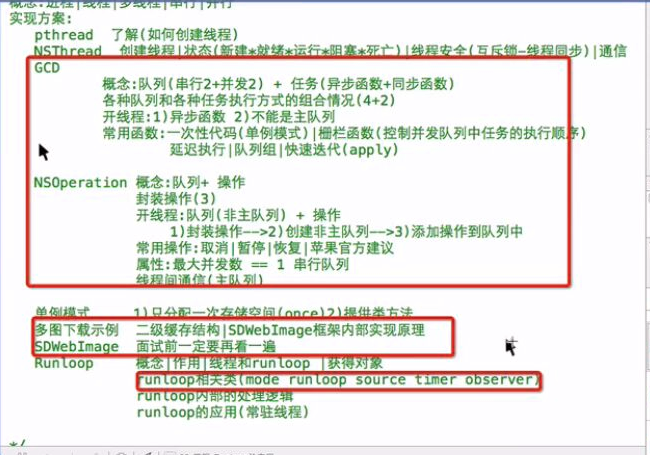 概念:进程|线程|多线程|串行|并行
实现方案:
pthread 了解(如何创建线程)
NSThread 创建线程|状态(新建*就绪*运行*阻塞*死亡)|线程安全(互斥锁-线程同步)|通信
GCD
概念:队列(串行2+并发2) + 任务(异步函数+同步函数)
各种队列和各种任务执行方式的组合情况(4+2)
开线程:1)异步函数 2)不能是主队列
常用函数:一次性代码(单例模式)|栅栏函数(控制并发队列中任务的执行顺序)
延迟执行|队列组|快速迭代(apply)
NSOperation 概念:队列+ 操作
封装操作(3)
开线程:队列(非主队列) + 操作
1)封装操作-->2)创建非主队列-->3)添加操作到队列中
常用操作:取消|暂停|恢复|苹果官方建议
属性:最大并发数 == 1 串行队列
线程间通信(主队列)
单例模式 1)只分配一次存储空间(once)2)提供类方法
多图下载示例 二级缓存结构|SDWebImage框架内部实现原理
SDWebImage 面试前一定要再看一遍
Runloop 概念|作用|线程和runloop |获得对象
runloop相关类(mode runloop source timer observer)
runloop内部的处理逻辑
runloop的应用(常驻线程)
*/